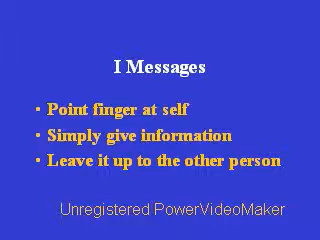 I Messages
• Point finger at self
• Simply give information
• Leave it up to the other person
Unregistered PowerVideoMaker